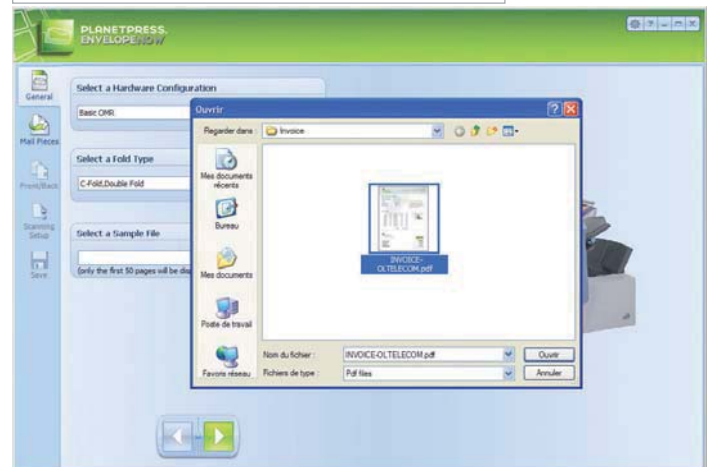 PLANETPRESS.
ENVELOPENOW
General
Mail Pieces
Front/Back
Scanning
Setup
Save
Select a Hardware Configuration
Basic OMR
Select a Fold Type
C-Fold,Double Fold
Select a Sample File
(only the first 50 pages will be dis
Ouvrir
Regarder dans :
Invoice
Mes documents
récents
Bureau
Mes documents
Poste de travail
Favoris réseau
INVOICE-
OLTELECOM.pdf
Nom du fichier :
INVOICE-OLTELECOM.pdf
Ouvrir
Fichiers de type :
Pdf files
Annuler